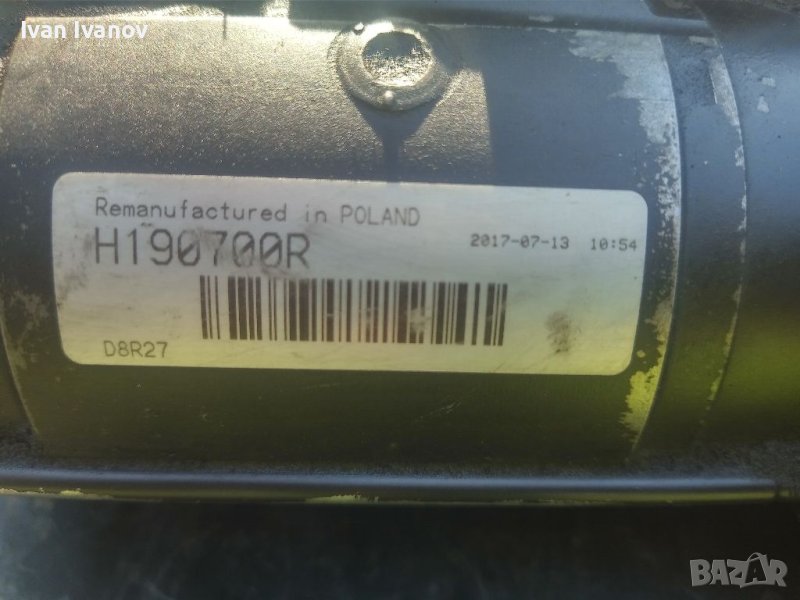 Ivan Ivanov
Remanufactured in POLAND
H190700R
2017-07-13 10:54
D8R27
BAZAR